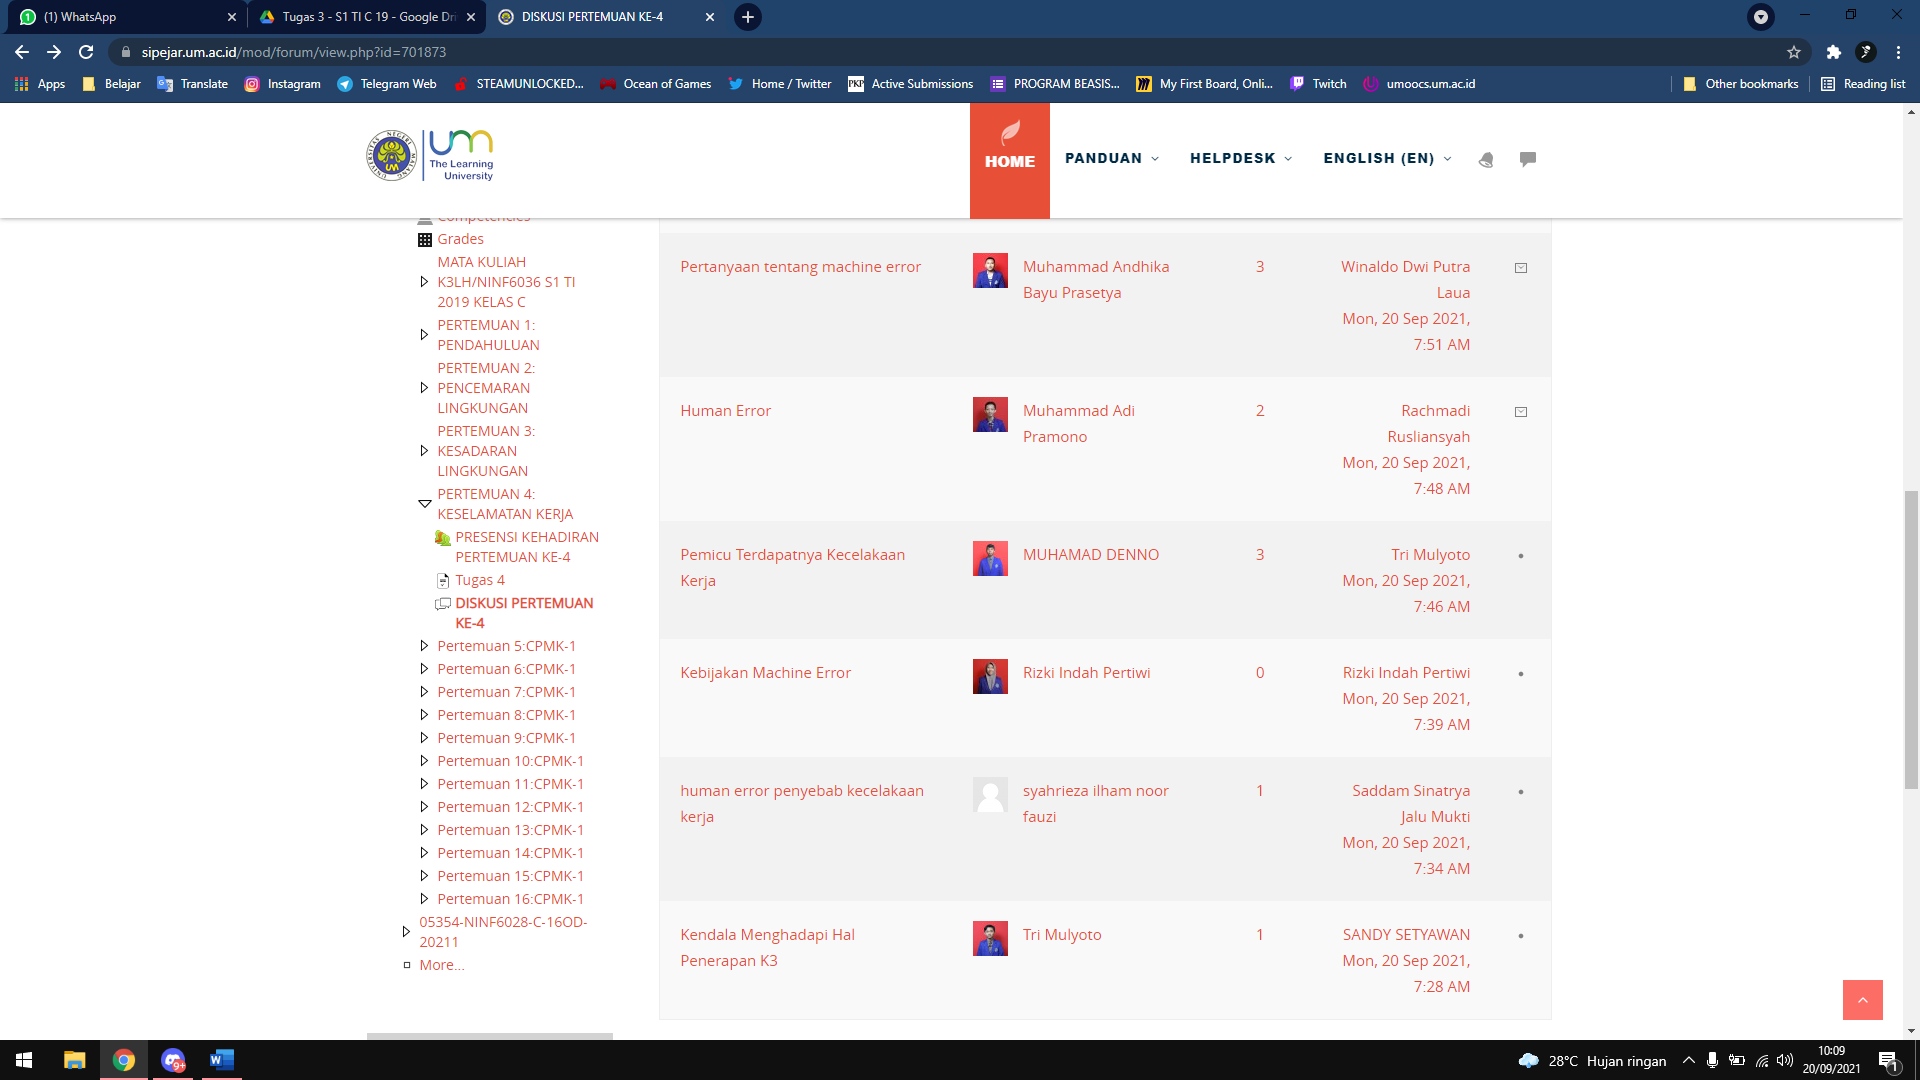 (1) WhatsApp
Tugas 3 - S1 TI C 19 - Google Dri
DISKUSI PERTEMUAN KE-4
sipejar.um.ac.id/mod/forum/view.php?id=701873
Apps
Belajar
Translate
Instagram
Telegram Web
STEAMUNLOCKED...
Ocean of Games
Home / Twitter
PKP
Active Submissions
PROGRAM BEASIS...
My First Board, Onli...
Twitch
umoocs.um.ac.id
Other bookmarks
Reading list
um
The Learning
University
HOME
PANDUAN
HELPDESK
ENGLISH (EN)
Competencies
Grades
MATA KULIAH
K3LH/NINF6036 S1 TI
2019 KELAS C
PERTEMUAN 1:
PENDAHULUAN
PERTEMUAN 2:
PENCEMARAN
LINGKUNGAN
PERTEMUAN 3:
KESADARAN
LINGKUNGAN
PERTEMUAN 4:
KESELAMATAN KERJA
PRESENSI KEHADIRAN
PERTEMUAN KE-4
Tugas 4
DISKUSI PERTEMUAN
KE-4
Pertemuan 5:CPMK-1
Pertemuan 6:CPMK-1
Pertemuan 7:CPMK-1
Pertemuan 8:CPMK-1
Pertemuan 9:CPMK-1
Pertemuan 10:CPMK-1
Pertemuan 11:CPMK-1
Pertemuan 12:CPMK-1
Pertemuan 13:CPMK-1
Pertemuan 14:CPMK-1
Pertemuan 15:CPMK-1
Pertemuan 16:CPMK-1
05354-NINF6028-C-16OD-
20211
More...
Pertanyaan tentang machine error
Muhammad Andhika
Bayu Prasetya
3
Winaldo Dwi Putra
Laua
Mon, 20 Sep 2021,
7:51 AM
Human Error
Muhammad Adi
Pramono
2
Rachmadi
Rusliansyah
Mon, 20 Sep 2021,
7:48 AM
Pemicu Terdapatnya Kecelakaan
Kerja
MUHAMAD DENNO
3
Tri Mulyoto
Mon, 20 Sep 2021,
7:46 AM
Kebijakan Machine Error
Rizki Indah Pertiwi
0
Rizki Indah Pertiwi
Mon, 20 Sep 2021,
7:39 AM
human error penyebab kecelakaan
kerja
syahrieza ilham noor
fauzi
1
Saddam Sinatrya
Jalu Mukti
Mon, 20 Sep 2021,
7:34 AM
Kendala Menghadapi Hal
Penerapan K3
Tri Mulyoto
1
SANDY SETYAWAN
Mon, 20 Sep 2021,
7:28 AM
9+
28°C Hujan ringan
10:09
20/09/2021
1